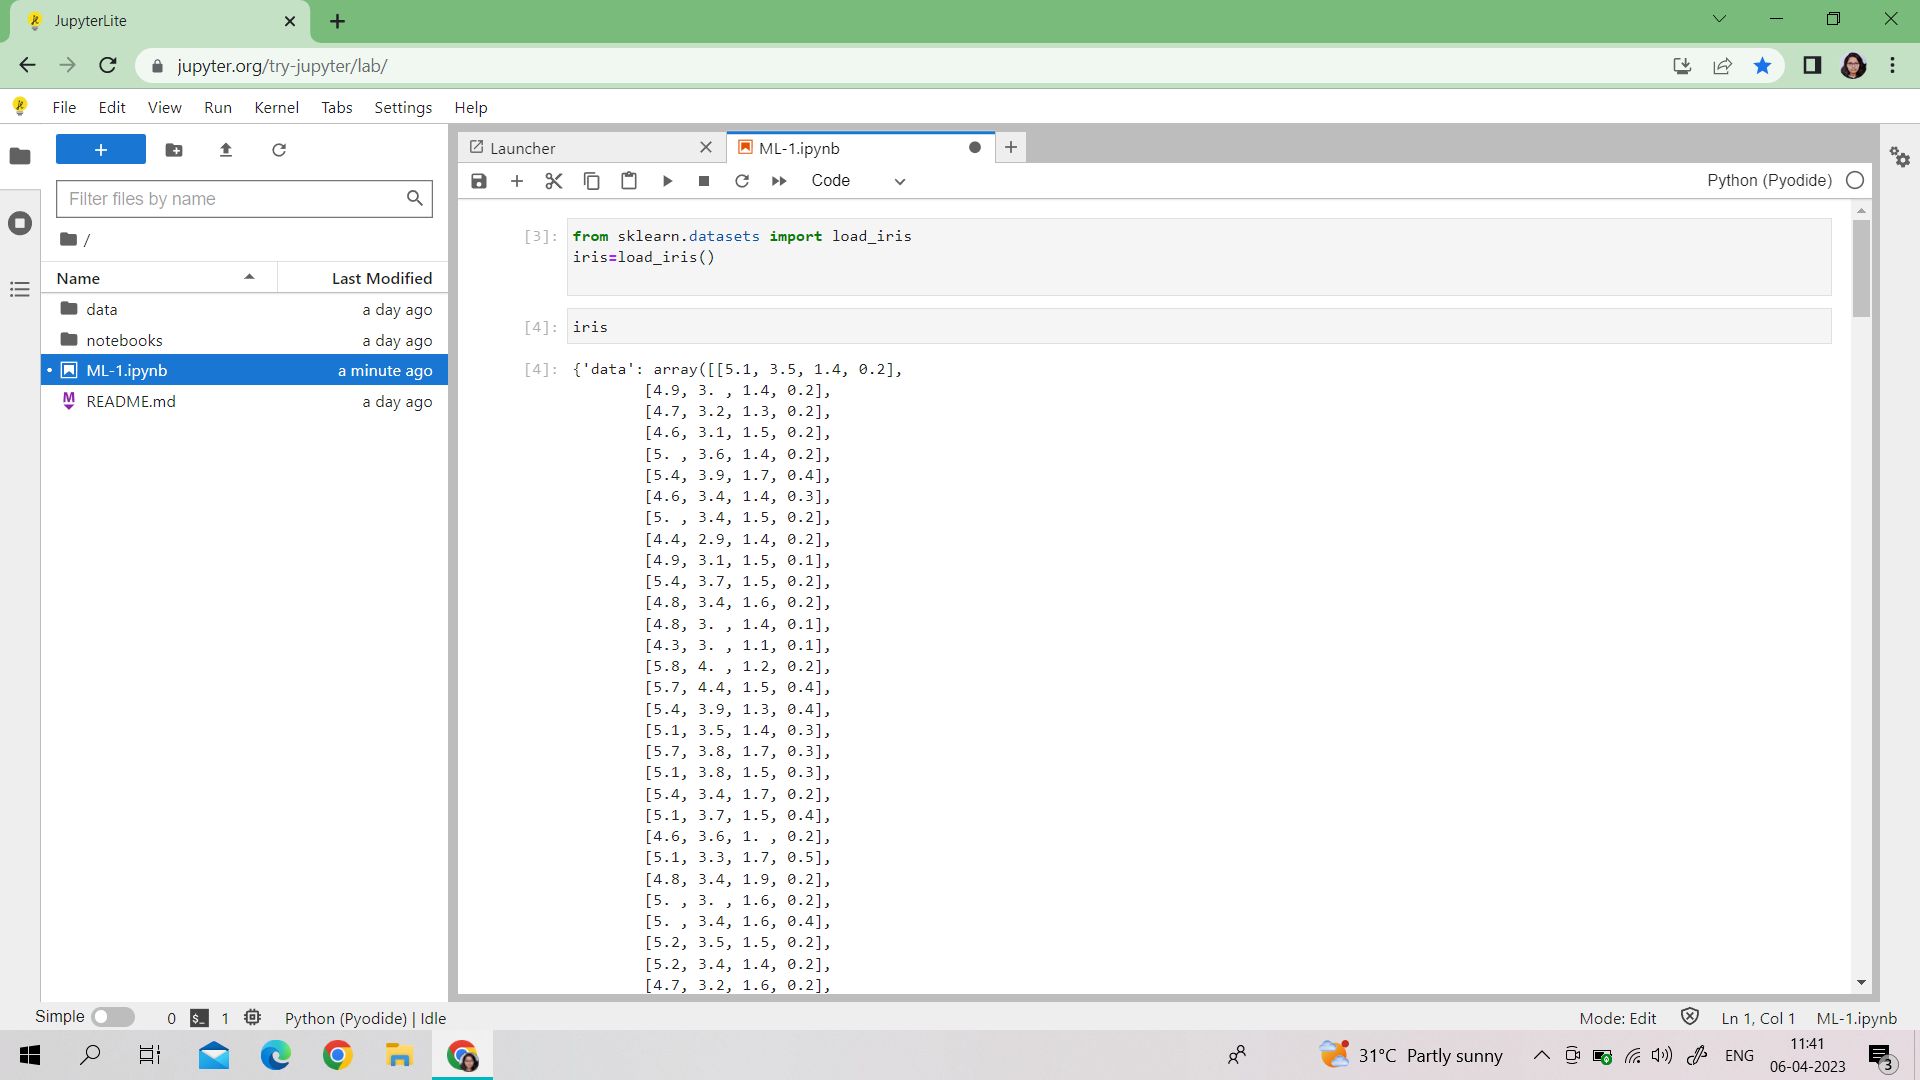 JupyterLite
jupyter.org/try-jupyter/lab/
File Edit View Run Kernel Tabs Settings Help
Launcher
ML-1.ipynb
Filter files by name
Code
Python (Pyodide)
/
Name Last Modified
data a day ago
notebooks a day ago
ML-1.ipynb a minute ago
README.md a day ago
[3]: from sklearn.datasets import load_iris
iris=load_iris()
[4]: iris
[4]: {'data': array([[5.1, 3.5, 1.4, 0.2],
[4.9, 3. , 1.4, 0.2],
[4.7, 3.2, 1.3, 0.2],
[4.6, 3.1, 1.5, 0.2],
[5. , 3.6, 1.4, 0.2],
[5.4, 3.9, 1.7, 0.4],
[4.6, 3.4, 1.4, 0.3],
[5. , 3.4, 1.5, 0.2],
[4.4, 2.9, 1.4, 0.2],
[4.9, 3.1, 1.5, 0.1],
[5.4, 3.7, 1.5, 0.2],
[4.8, 3.4, 1.6, 0.2],
[4.8, 3. , 1.4, 0.1],
[4.3, 3. , 1.1, 0.1],
[5.8, 4. , 1.2, 0.2],
[5.7, 4.4, 1.5, 0.4],
[5.4, 3.9, 1.3, 0.4],
[5.1, 3.5, 1.4, 0.3],
[5.7, 3.8, 1.7, 0.3],
[5.1, 3.8, 1.5, 0.3],
[5.4, 3.4, 1.7, 0.2],
[5.1, 3.7, 1.5, 0.4],
[4.6, 3.6, 1. , 0.2],
[5.1, 3.3, 1.7, 0.5],
[4.8, 3.4, 1.9, 0.2],
[5. , 3. , 1.6, 0.2],
[5. , 3.4, 1.6, 0.4],
[5.2, 3.5, 1.5, 0.2],
[5.2, 3.4, 1.4, 0.2],
[4.7, 3.2, 1.6, 0.2],
Simple 0 1 Python (Pyodide) | Idle Mode: Edit Ln 1, Col 1 ML-1.ipynb
31°C Partly sunny ENG
11:41
06-04-2023
3